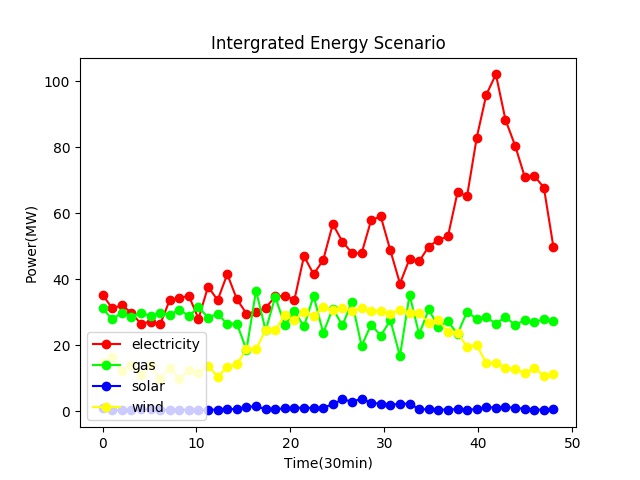 Intergrated Energy Scenario
Power(MW)
100
80
60
40
20
0
electricity
gas
solar
wind
0 10 20 30 40 50
Time(30min)